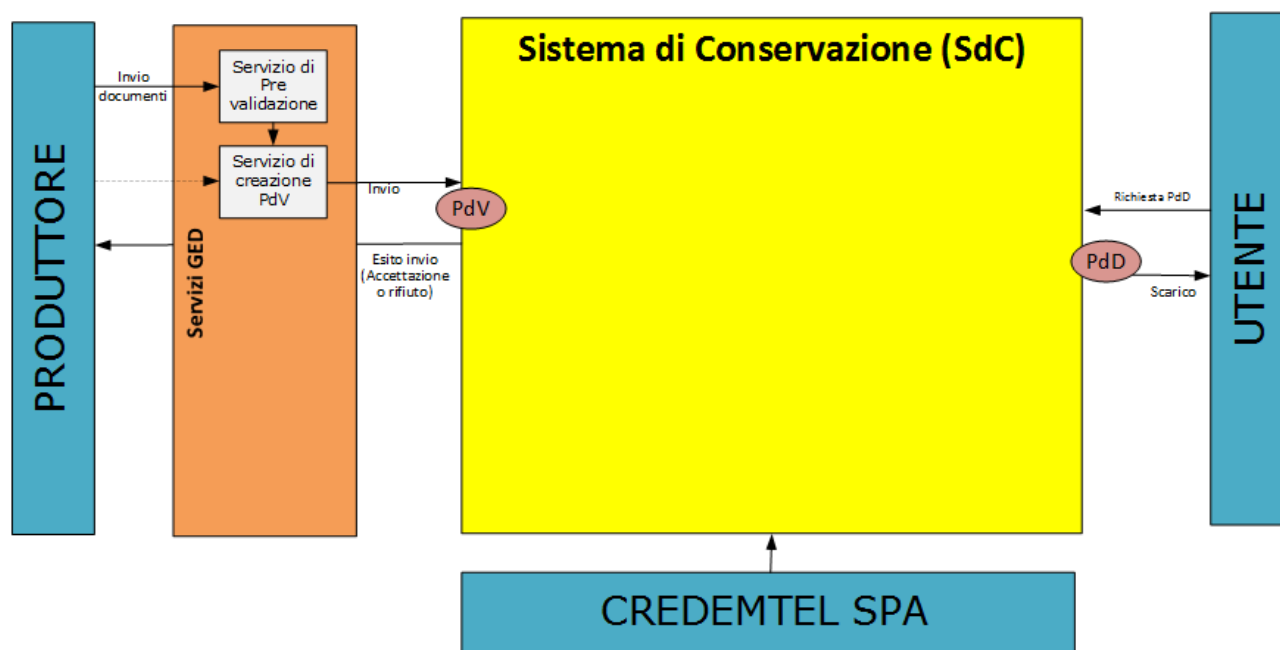 PRODUTTORE
Invio
documenti
Servizi GED
Servizio di
Pre
validazione
Servizio di
creazione
PdV
Invio
Esito invio
(Accettazione
o rifiuto)
Sistema di Conservazione (SdC)
PdV
Richiesta PdD
PdD
Scarico
UTENTE
CREDEMTEL SPA